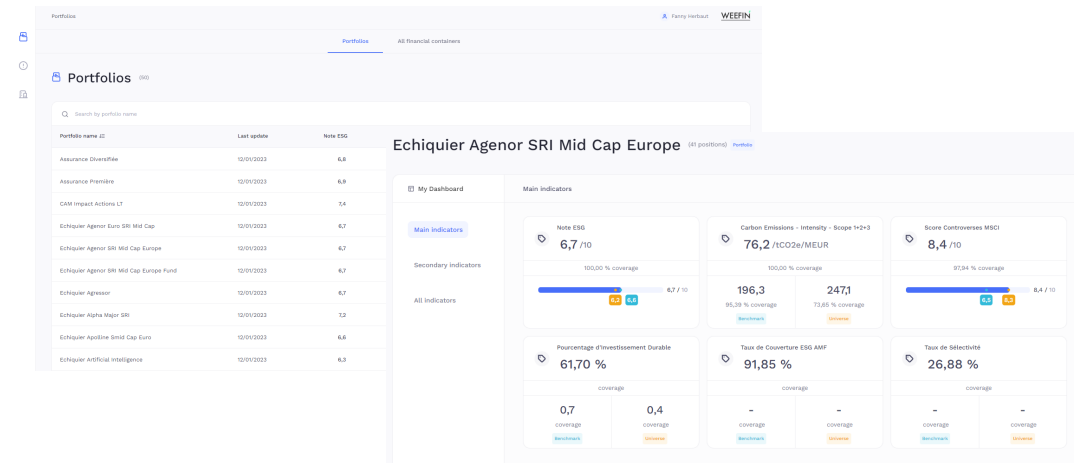 Portfolios
Fanny Herbaut
WEEFIN
Portfolios All financial containers
Portfolios (50)
Search by porfolio name
Portfolio name Last update Note ESG
Assurance Diversifiée 12/01/2023 6,8
Assurance Première 12/01/2023 6,9
CAM Impact Actions LT 12/01/2023 7,4
Echiquier Agenor Euro SRI Mid Cap 12/01/2023 6,7
Echiquier Agenor SRI Mid Cap Europe 12/01/2023 6,7
Echiquier Agenor SRI Mid Cap Europe Fund 12/01/2023 6,7
Echiquier Agressor 12/01/2023 6,7
Echiquier Alpha Major SRI 12/01/2023 7,2
Echiquier Apolline Smid Cap Euro 12/01/2023 6,6
Echiquier Artificial Intelligence 12/01/2023 6,3
Echiquier Agenor SRI Mid Cap Europe (41 positions) Portfolio
My Dashboard
Main indicators
Secondary indicators
All indicators
Main indicators
Note ESG
6,7 /10
100,00 % coverage
6,7 / 10
6,3 6,6
Carbon Emissions - Intensity - Scope 1+2+3
76,2 /tCO2e/MEUR
100,00 % coverage
196,3 247,1
95,39 % coverage 73,65 % coverage
Benchmark Universe
Score Controverses MSCI
8,4 /10
97,94 % coverage
8,4 / 10
6,5 8,3
Pourcentage d'Investissement Durable
61,70 %
coverage
0,7 0,4
coverage coverage
Benchmark Universe
Taux de Couverture ESG AMF
91,85 %
coverage
- -
coverage coverage
Benchmark Universe
Taux de Sélectivité
26,88 %
coverage
- -
coverage coverage
Benchmark Universe